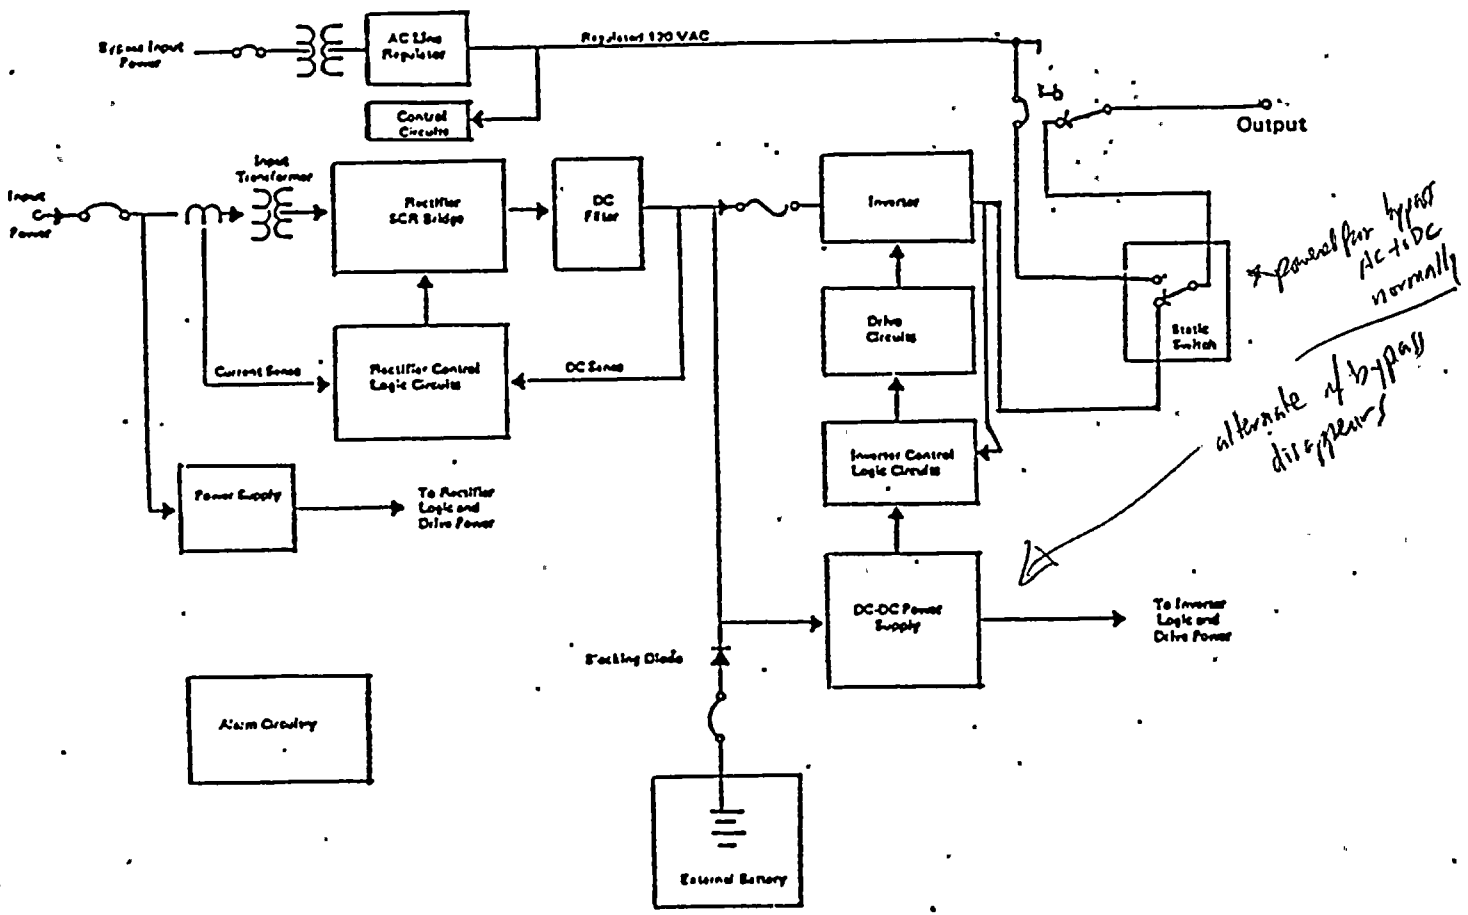 Bypass Input
Power
AC Line
Regulator
Regulated 120 VAC
Control
Circuits
Output
Input
Power
Input
Transformer
Rectifier
SCR Bridge
DC
Filter
Inverter
Static
Switch
* power for bypass
AC to DC
normally
alternate if bypass
disappears
Drive
Circuits
Current Sense
Rectifier Control
Logic Circuits
DC Sense
Inverter Control
Logic Circuits
Power Supply
To Rectifier
Logic and
Drive Power
DC-DC Power
Supply
To Inverter
Logic and
Drive Power
Blocking Diode
Alarm Circuitry
External Battery